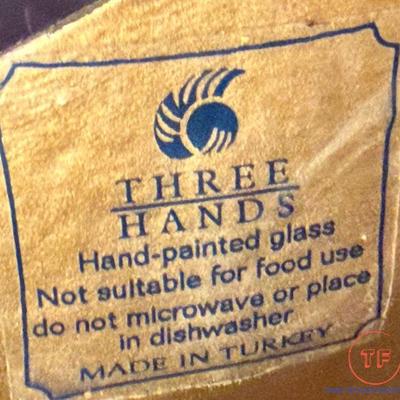 THREE
HANDS
Hand-painted glass
Not suitable for food use
do not microwave or place
in dishwasher
MADE IN TURKEY
TF